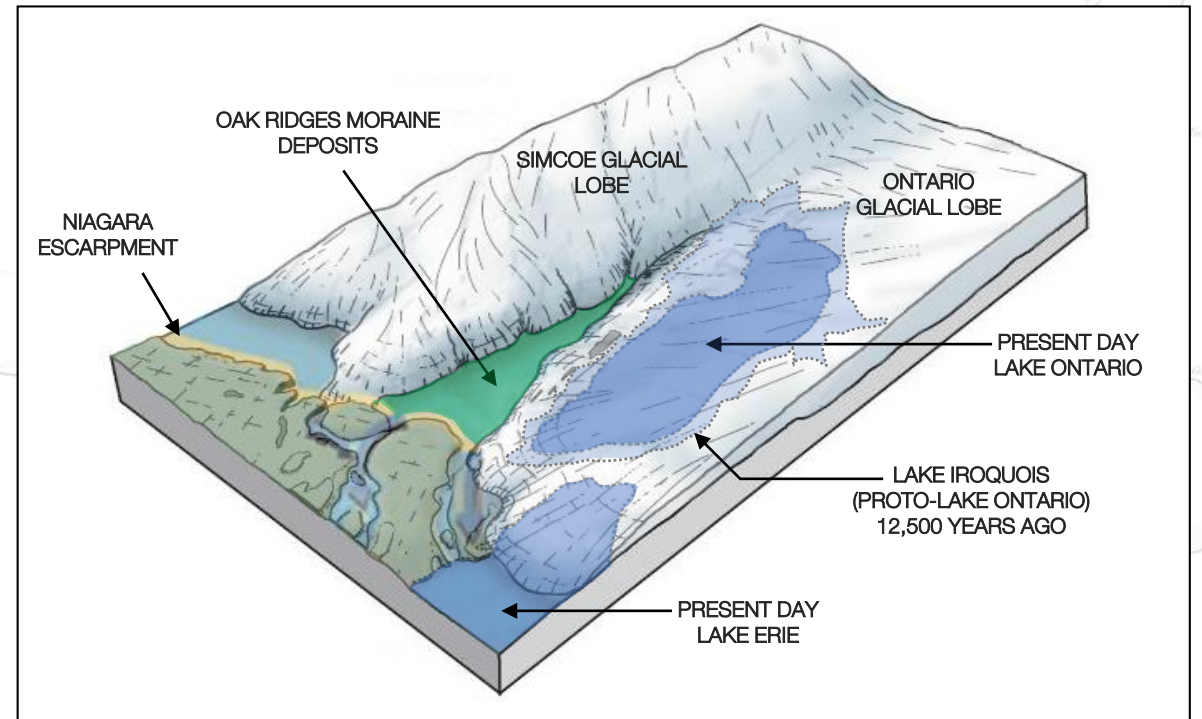 OAK RIDGES MORAINE
DEPOSITS
SIMCOE GLACIAL
LOBE
ONTARIO
GLACIAL LOBE
NIAGARA
ESCARPMENT
PRESENT DAY
LAKE ONTARIO
LAKE IROQUOIS
(PROTO-LAKE ONTARIO)
12,500 YEARS AGO
PRESENT DAY
LAKE ERIE